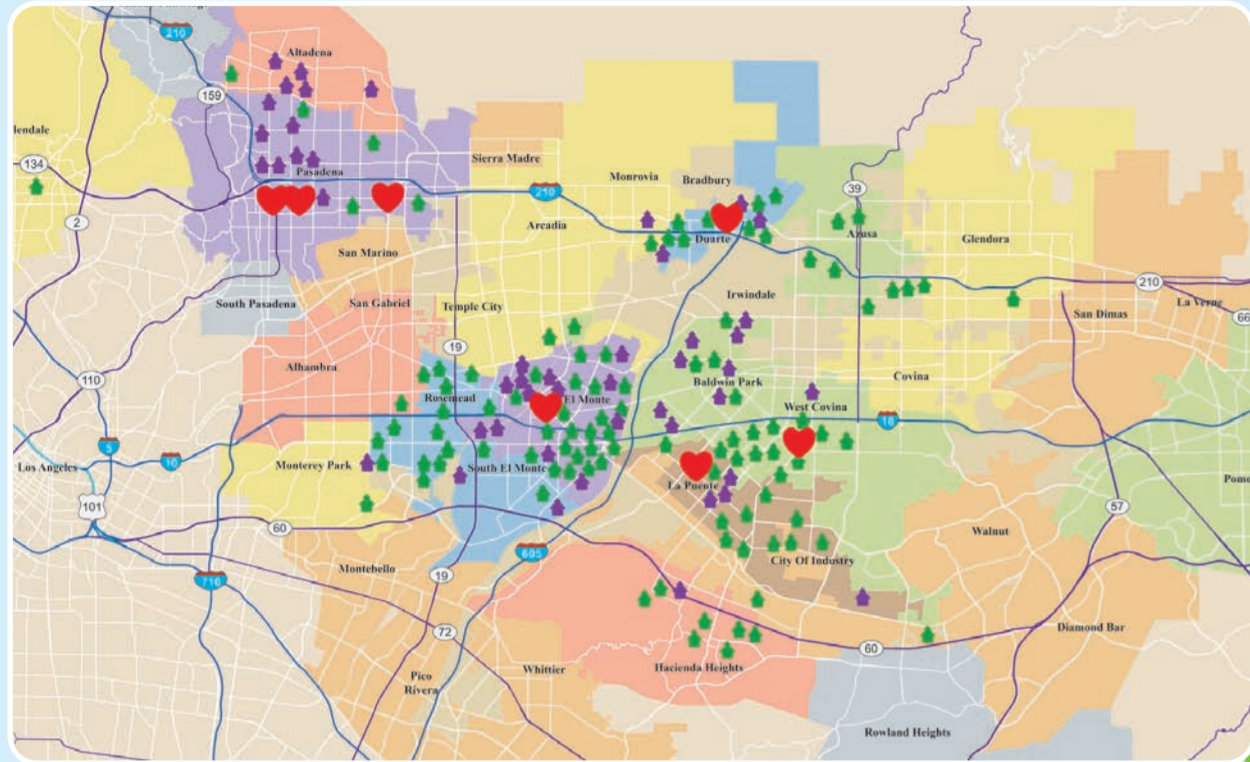 210
Altadena
159
lendale
134
Pasadena
Sierra Madre
Monrovia
Bradbury
210
39
2
Arcadia
Duarte
Azusa
Glendora
San Marino
South Pasadena
San Gabriel
Temple City
Irwindale
210
La Verne
San Dimas
66
19
110
Alhambra
Rosemead
El Monte
Baldwin Park
Covina
West Covina
10
5
10
Los Angeles
Monterey Park
South El Monte
La Puente
101
Pomo
57
60
Walnut
605
Montebello
City Of Industry
19
710
72
Diamond Bar
60
Whittier
Hacienda Heights
Pico
Rivera
Rowland Heights